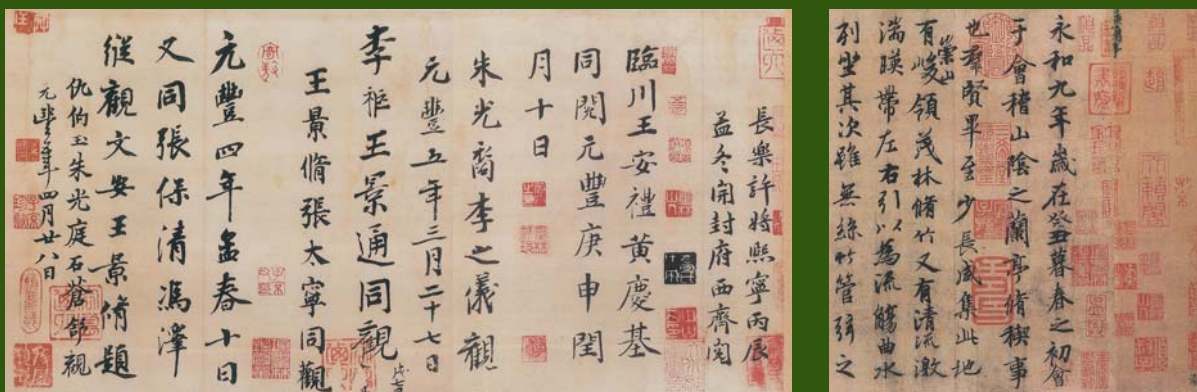 永和九年歲在癸丑暮春之初會
于會稽山陰之蘭亭脩稧事
也群賢畢至少長咸集此地
有崇山峻領茂林脩竹又有清流激
湍暎帶左右引以為流觴曲水
列坐其次雖無絲竹管弦之
長樂許將熙寧丙辰
孟冬開封府西齋閱
臨川王安禮黃慶基
同閱元豐庚申閏
月十日
朱光裔李之儀觀
元豐五年三月二十七日
李秬王景通同觀
王景脩張太寧同觀
元豐四年孟春十日
又同張保清馮澤
縱觀文安王景脩題
仇伯玉朱光庭石蒼舒觀
元豐年四月廿八日